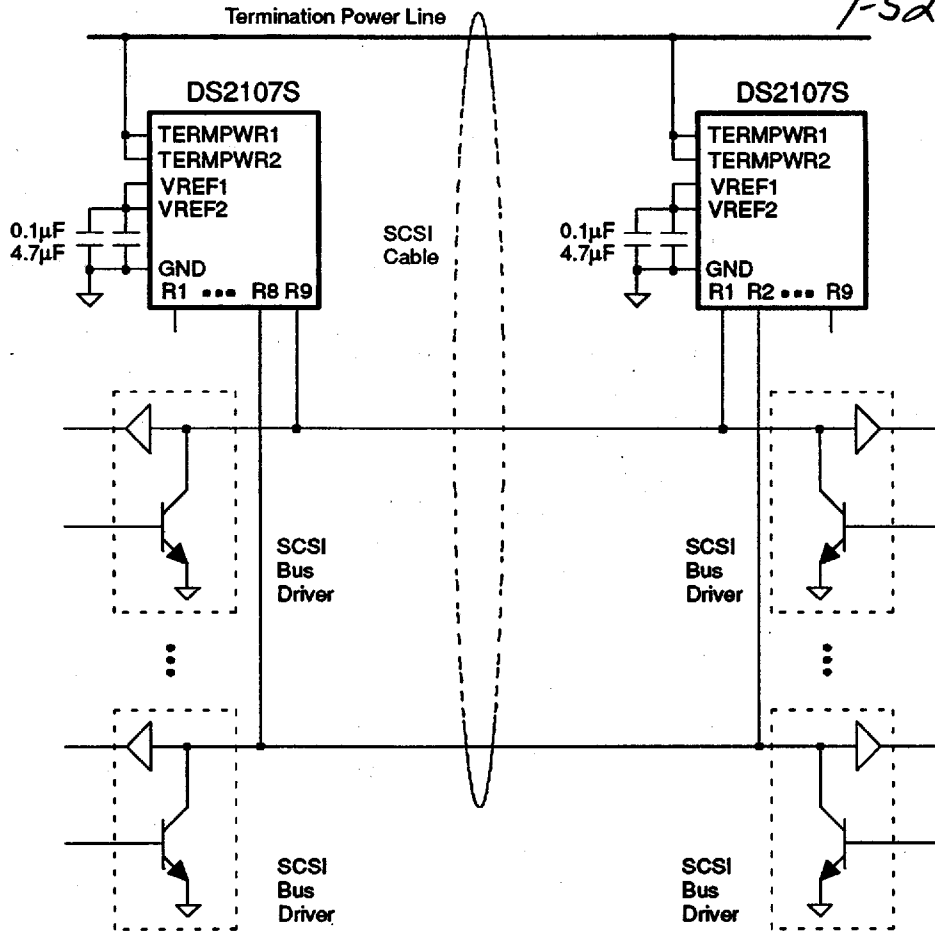 Termination Power Line
DS2107S
TERMPWR1
TERMPWR2
VREF1
VREF2
0.1µF
4.7µF
GND
R1 ••• R8 R9
SCSI
Cable
DS2107S
TERMPWR1
TERMPWR2
VREF1
VREF2
0.1µF
4.7µF
GND
R1 R2 ••• R9
SCSI
Bus
Driver
SCSI
Bus
Driver
SCSI
Bus
Driver
SCSI
Bus
Driver